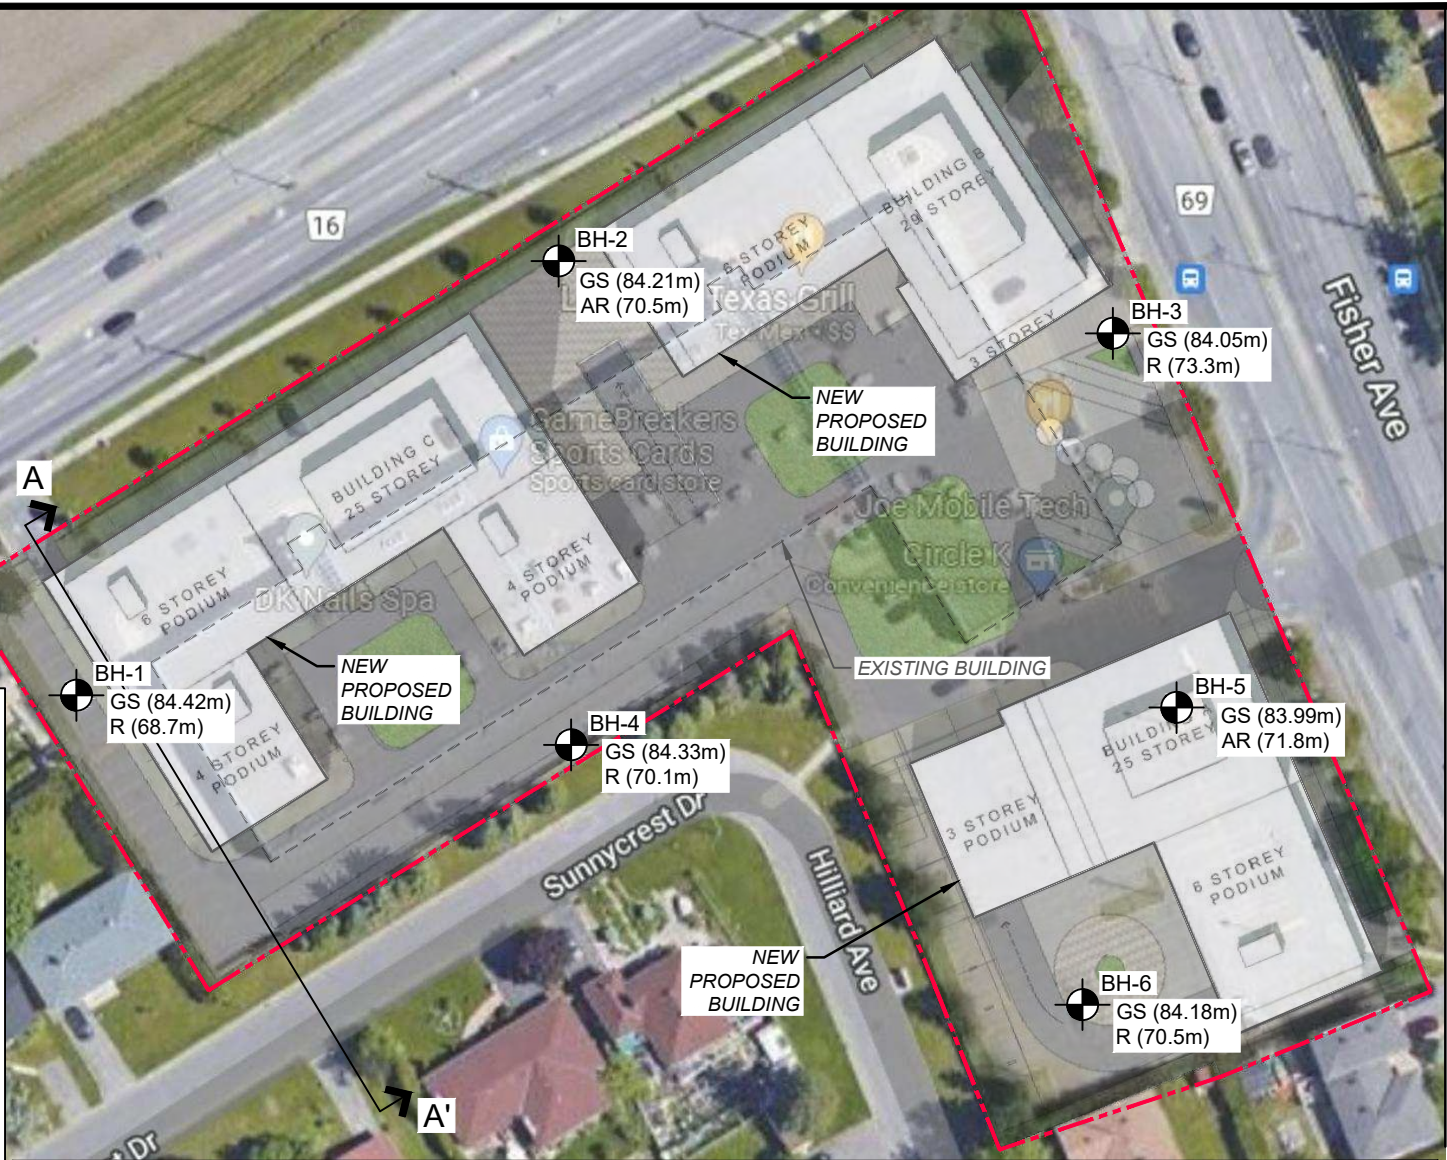 16
69
BUILDING B
29 STOREY
6 STOREY
PODIUM
BH-2
GS (84.21m)
AR (70.5m)
Texas Grill
Tex-Mex • $$
3 STOREY
BH-3
GS (84.05m)
R (73.3m)
Fisher Ave
NEW
PROPOSED
BUILDING
GameBreakers
Sports Cards
Sports card store
BUILDING C
25 STOREY
A
Joe Mobile Tech
Circle K
Convenience store
4 STOREY
PODIUM
6 STOREY
PODIUM
DK Nails Spa
NEW
PROPOSED
BUILDING
EXISTING BUILDING
BH-1
GS (84.42m)
R (68.7m)
4 STOREY
PODIUM
BH-4
GS (84.33m)
R (70.1m)
BH-5
GS (83.99m)
AR (71.8m)
25 STOREY
3 STOREY
PODIUM
6 STOREY
PODIUM
Sunnycrest Dr
Hilliard Ave
NEW
PROPOSED
BUILDING
BH-6
GS (84.18m)
R (70.5m)
A'
Dr